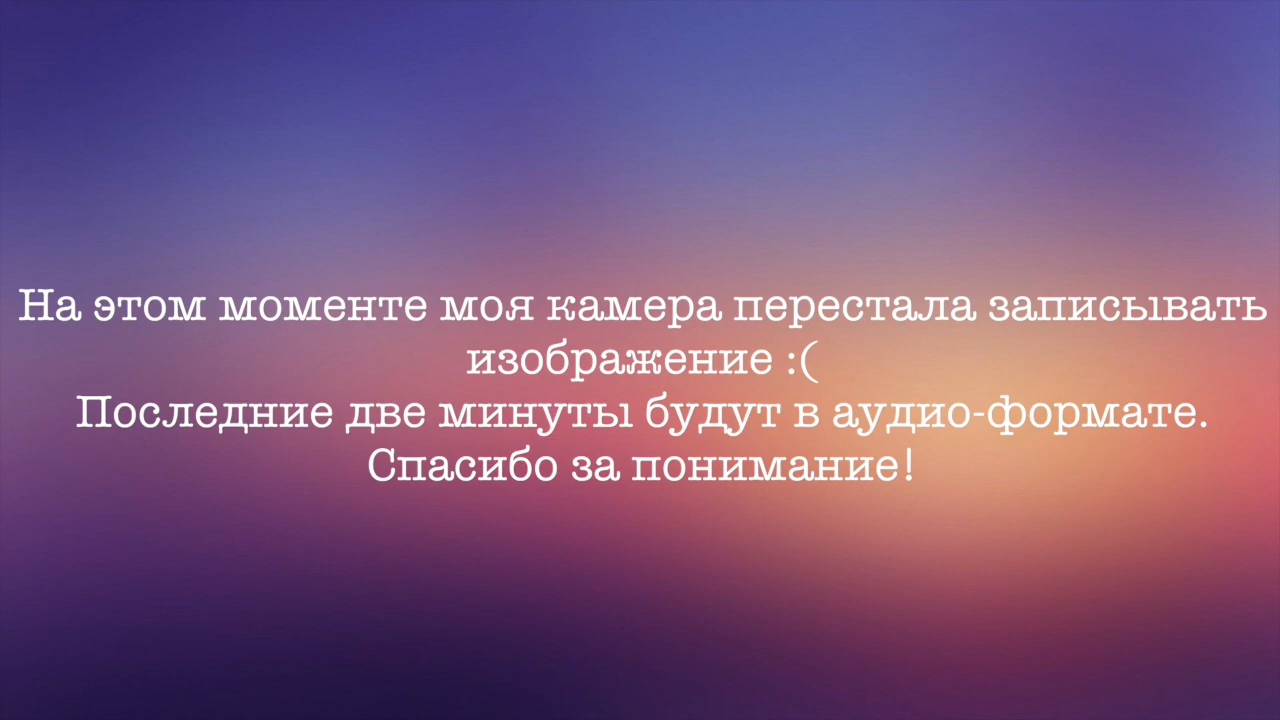 На этом моменте моя камера перестала записывать
изображение :(
Последние две минуты будут в аудио-формате.
Спасибо за понимание!